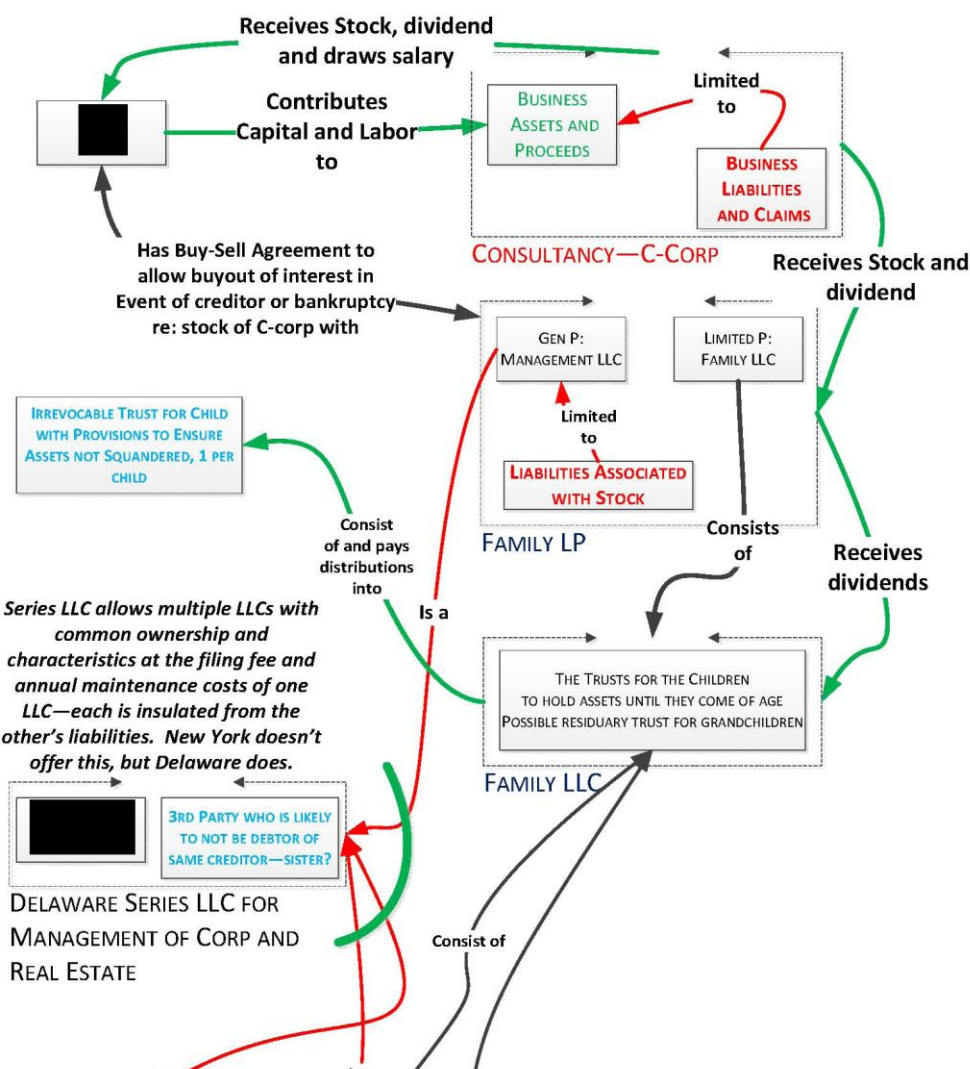 Receives Stock, dividend
and draws salary
Contributes
Capital and Labor
to
BUSINESS
ASSETS AND
PROCEEDS
Limited
to
BUSINESS
LIABILITIES
AND CLAIMS
CONSULTANCY—C-CORP
Has Buy-Sell Agreement to
allow buyout of interest in
Event of creditor or bankruptcy
re: stock of C-corp with
Receives Stock and
dividend
GEN P:
MANAGEMENT LLC
LIMITED P:
FAMILY LLC
Limited
to
LIABILITIES ASSOCIATED
WITH STOCK
FAMILY LP
IRREVOCABLE TRUST FOR CHILD
WITH PROVISIONS TO ENSURE
ASSETS NOT SQUANDERED, 1 PER
CHILD
Consist
of and pays
distributions
into
Is a
Consists
of
Receives
dividends
Series LLC allows multiple LLCs with
common ownership and
characteristics at the filing fee and
annual maintenance costs of one
LLC—each is insulated from the
other's liabilities. New York doesn't
offer this, but Delaware does.
THE TRUSTS FOR THE CHILDREN
TO HOLD ASSETS UNTIL THEY COME OF AGE
POSSIBLE RESIDUARY TRUST FOR GRANDCHILDREN
FAMILY LLC
3RD PARTY WHO IS LIKELY
TO NOT BE DEBTOR OF
SAME CREDITOR—SISTER?
DELAWARE SERIES LLC FOR
MANAGEMENT OF CORP AND
REAL ESTATE
Consist of